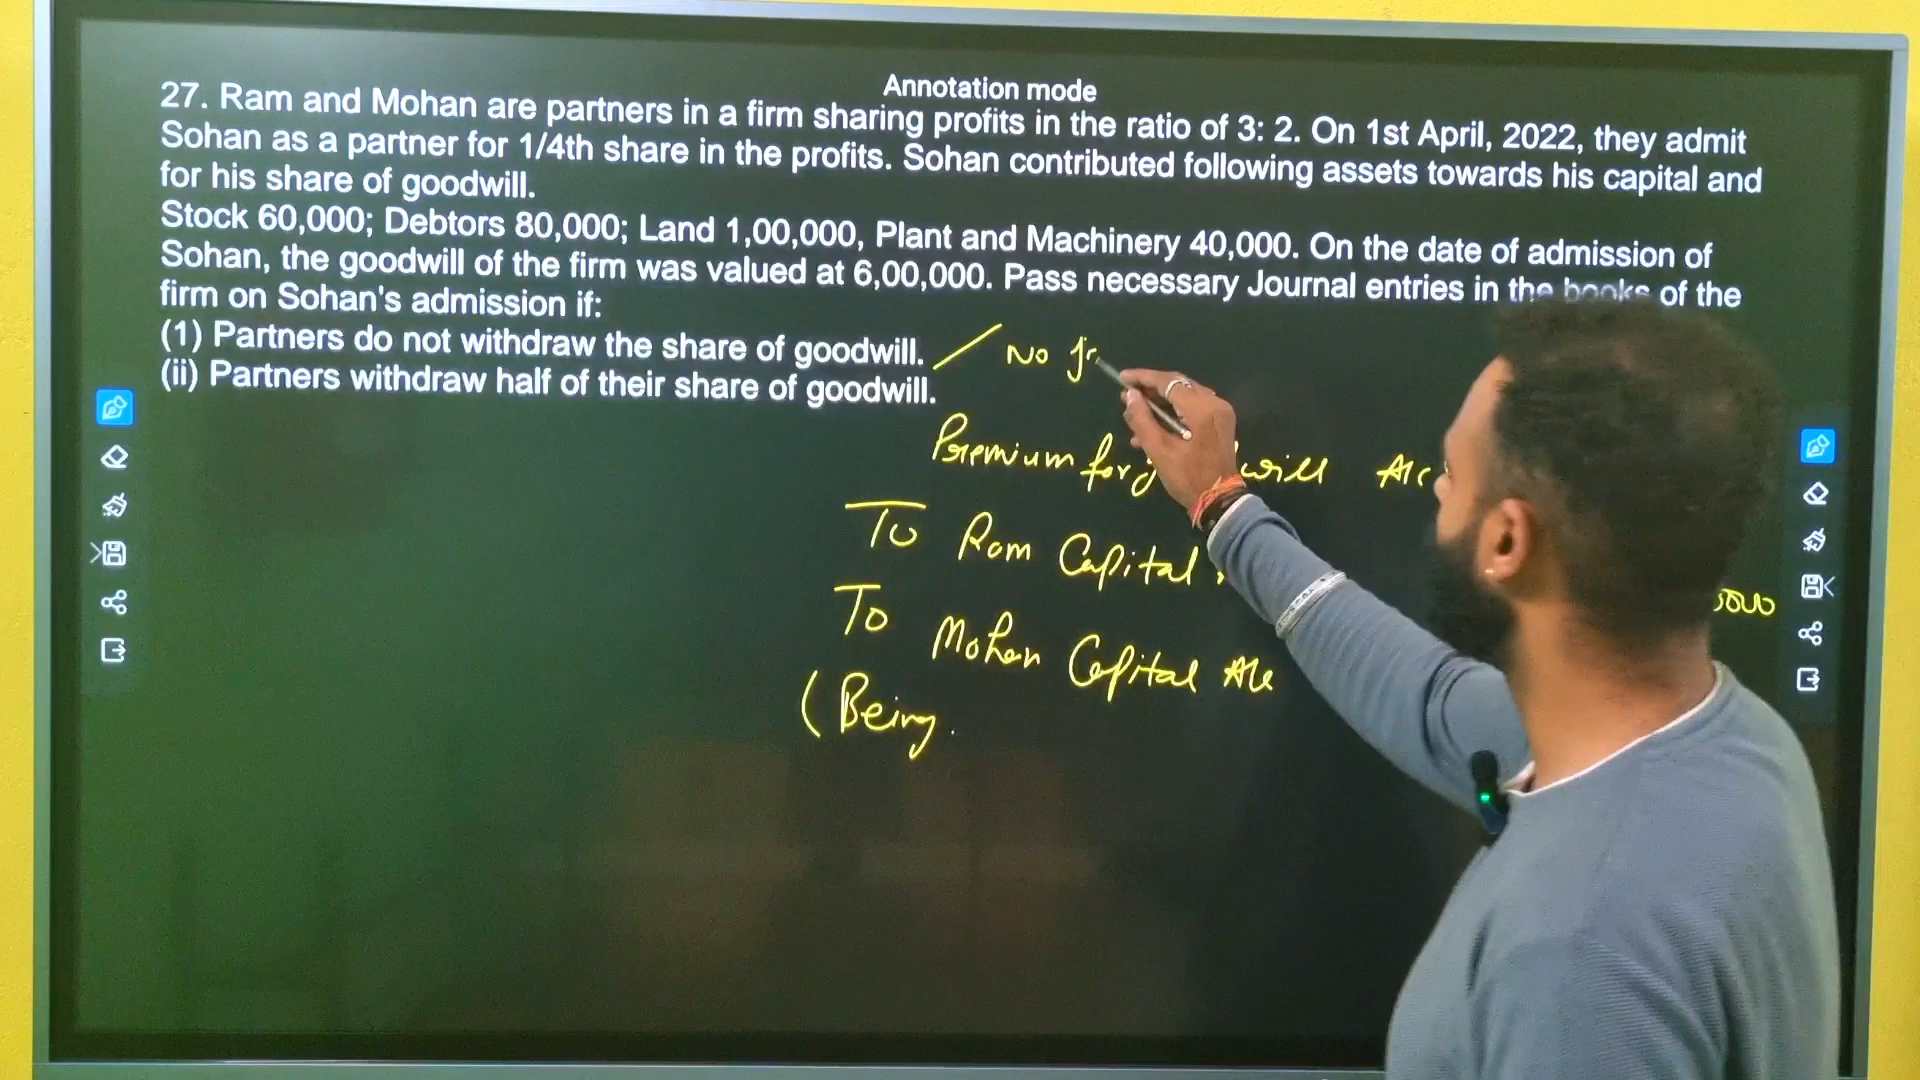 Annotation mode
27. Ram and Mohan are partners in a firm sharing profits in the ratio of 3: 2. On 1st April, 2022, they admit
Sohan as a partner for 1/4th share in the profits. Sohan contributed following assets towards his capital and
for his share of goodwill.
Stock 60,000; Debtors 80,000; Land 1,00,000, Plant and Machinery 40,000. On the date of admission of
Sohan, the goodwill of the firm was valued at 6,00,000. Pass necessary Journal entries in the books of the
firm on Sohan's admission if:
(1) Partners do not withdraw the share of goodwill.
No
(ii) Partners withdraw half of their share of goodwill.
Premium for will A/c
To Ram Capital
To Mohan Capital A/c
(Being